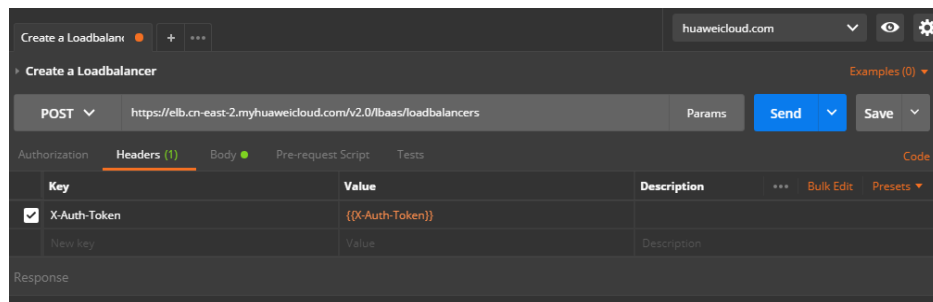 huaweicloud.com
Create a Loadbalanc + •••
Create a Loadbalancer Examples (0)
POST https://elb.cn-east-2.myhuaweicloud.com/v2.0/lbaas/loadbalancers Params Send Save
Authorization Headers (1) Body Pre-request Script Tests Code
Key Value Description ••• Bulk Edit Presets
X-Auth-Token {{X-Auth-Token}}
New key Value Description
Response